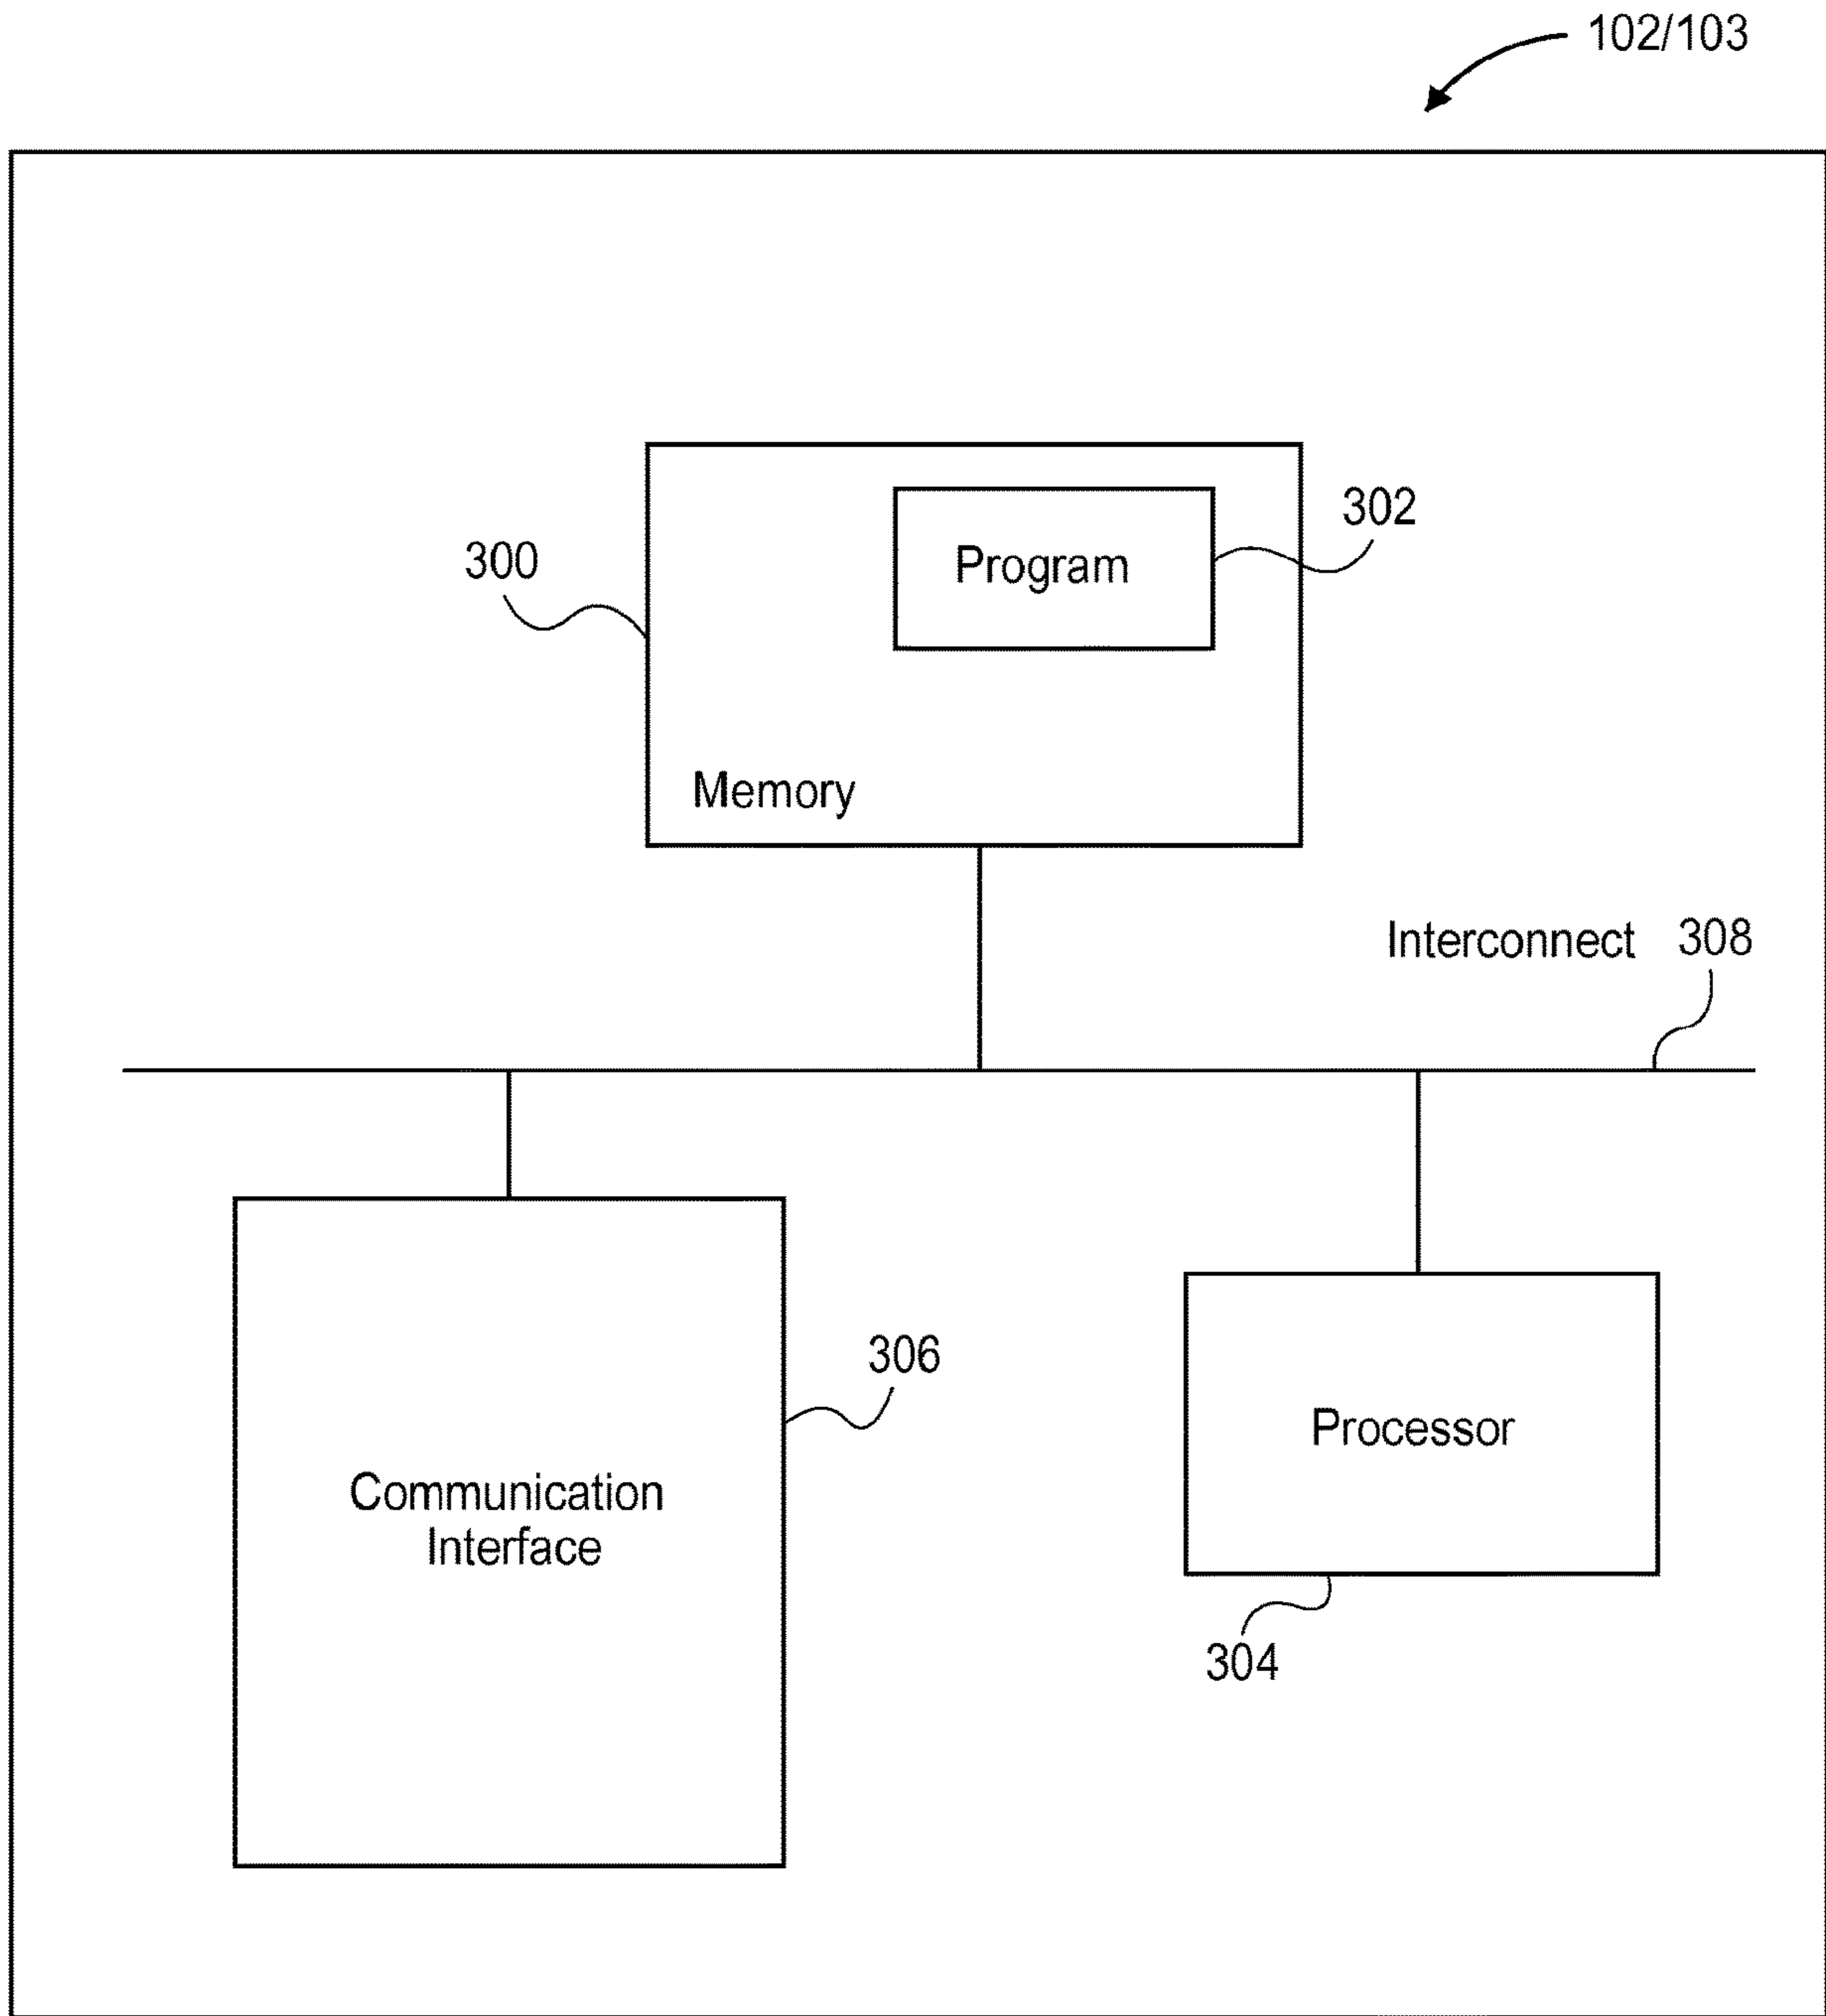 102/103
302
Program
300
Memory
Interconnect 308
306
Processor
Communication
Interface
304